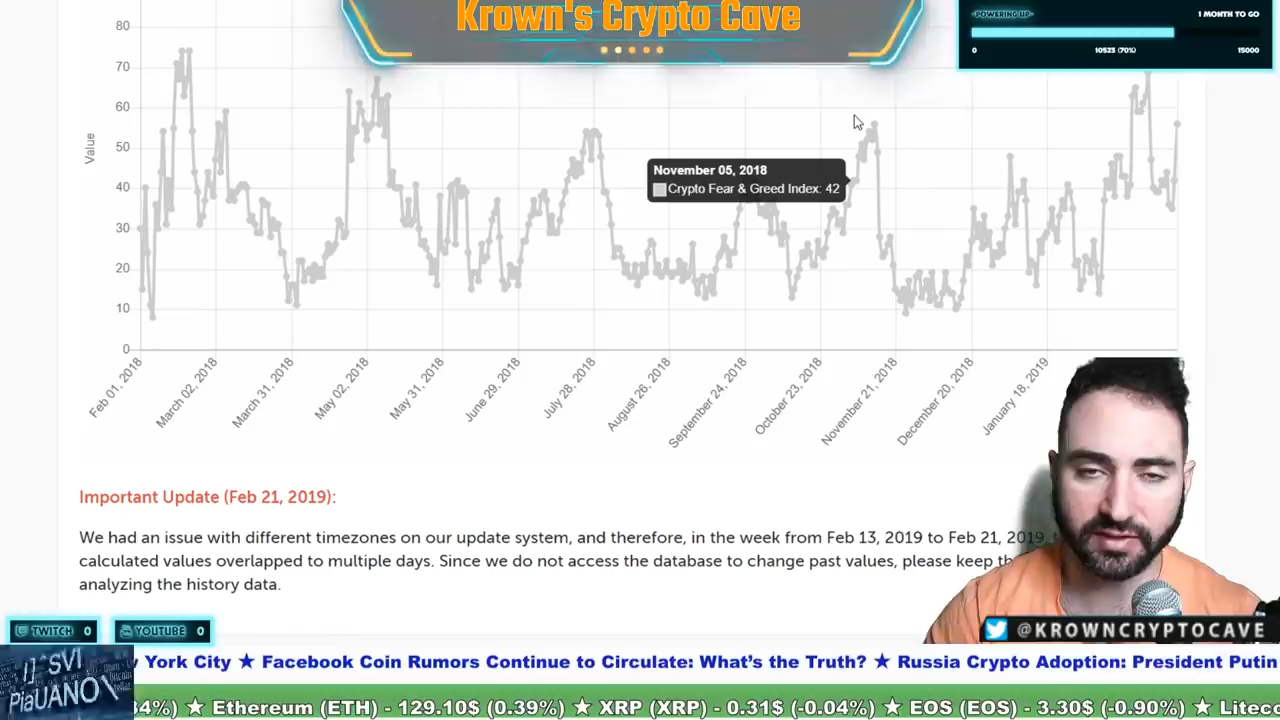 Krown's Crypto Cave
POWERING UP
1 MONTH TO GO
0
10523 (70%)
15000
80
70
60
50
40
30
20
10
0
Value
November 05, 2018
Crypto Fear & Greed Index: 42
Feb 01, 2018
March 02, 2018
March 31, 2018
May 02, 2018
May 31, 2018
June 29, 2018
July 28, 2018
August 26, 2018
September 24, 2018
October 23, 2018
November 21, 2018
December 20, 2018
January 18, 2019
Important Update (Feb 21, 2019):
We had an issue with different timezones on our update system, and therefore, in the week from Feb 13, 2019 to Feb 21, 2019,
calculated values overlapped to multiple days. Since we do not access the database to change past values, please keep
analyzing the history data.
@KROWNCRYPTOCAVE
TWITCH 0
YOUTUBE 0
York City ★ Facebook Coin Rumors Continue to Circulate: What's the Truth? ★ Russia Crypto Adoption: President Putin
★ Ethereum (ETH) - 129.10$ (0.39%) ★ XRP (XRP) - 0.31$ (-0.04%) ★ EOS (EOS) - 3.30$ (-0.90%) ★